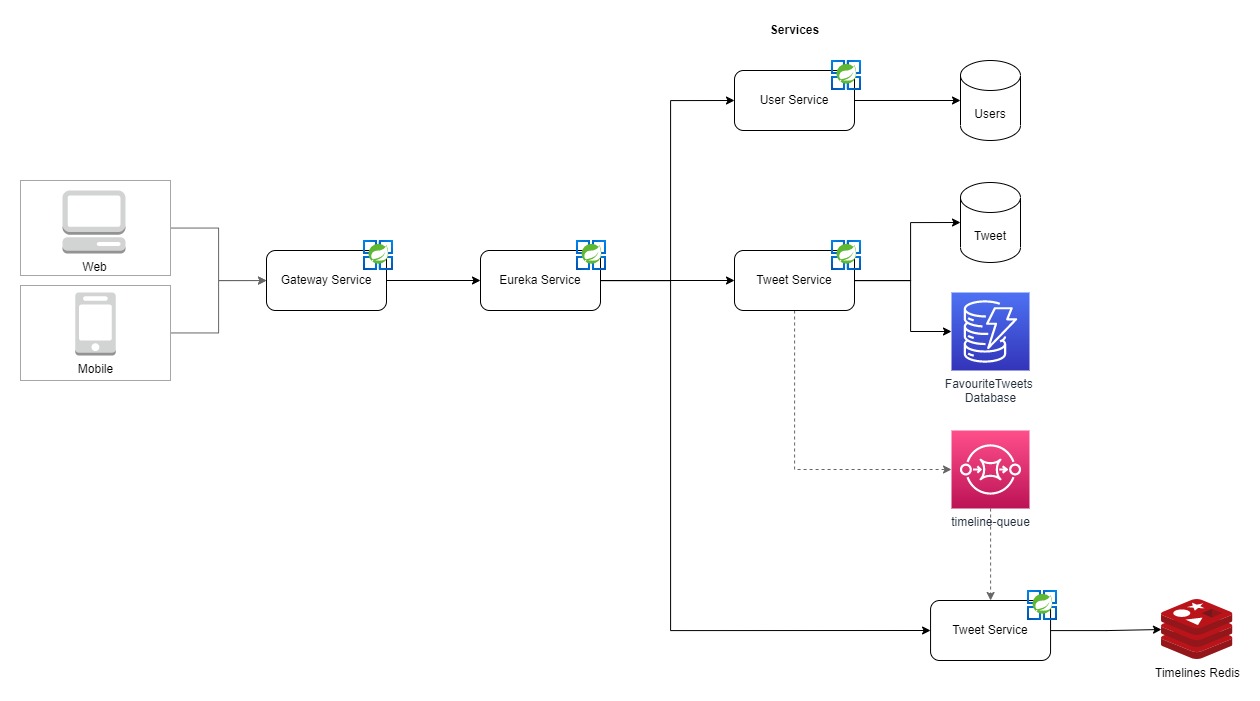 Services
User Service
Users
Web
Mobile
Gateway Service
Eureka Service
Tweet Service
Tweet
FavouriteTweets
Database
timeline-queue
Tweet Service
Timelines Redis